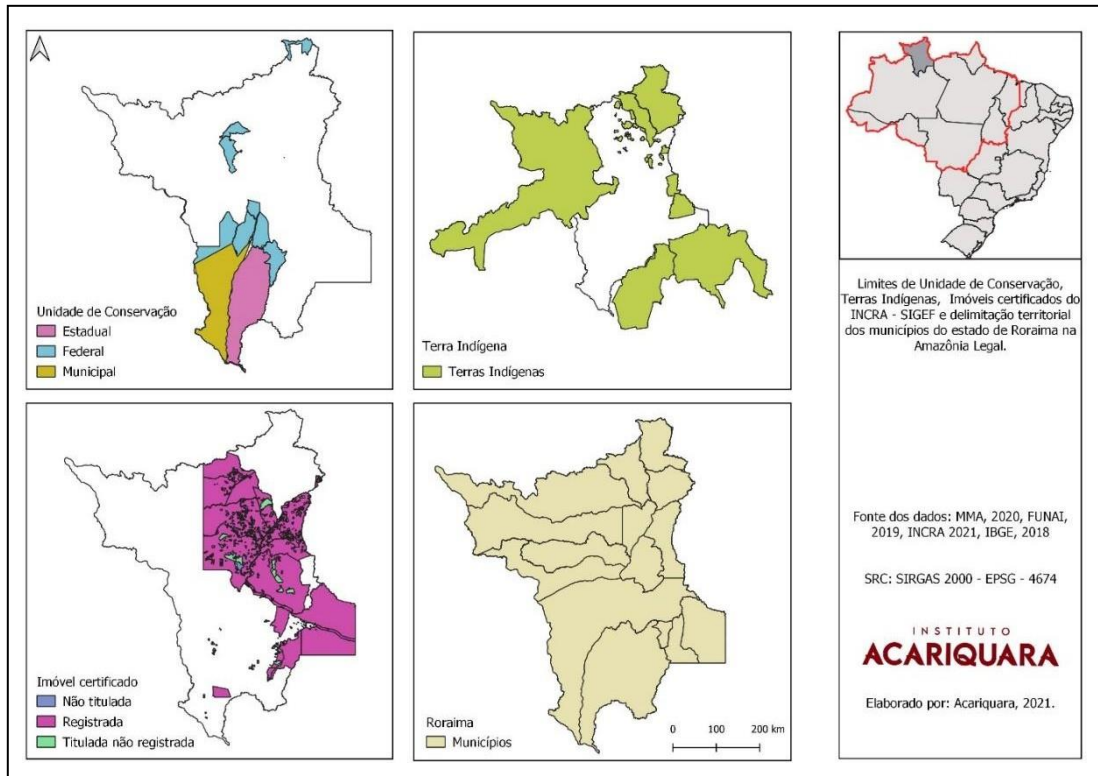 Unidade de Conservação
Estadual
Federal
Municipal
Terra Indígena
Terras Indígenas
Imóvel certificado
Não titulada
Registrada
Titulada não registrada
Roraima
Municípios
0 100 200 km
Limites de Unidade de Conservação,
Terras Indígenas, Imóveis certificados do
INCRA - SIGEF e delimitação territorial
dos municípios do estado de Roraima na
Amazônia Legal.
Fonte dos dados: MMA, 2020, FUNAI,
2019, INCRA 2021, IBGE, 2018
SRC: SIRGAS 2000 - EPSG - 4674
INSTITUTO
ACARIQUARA
Elaborado por: Acariquara, 2021.